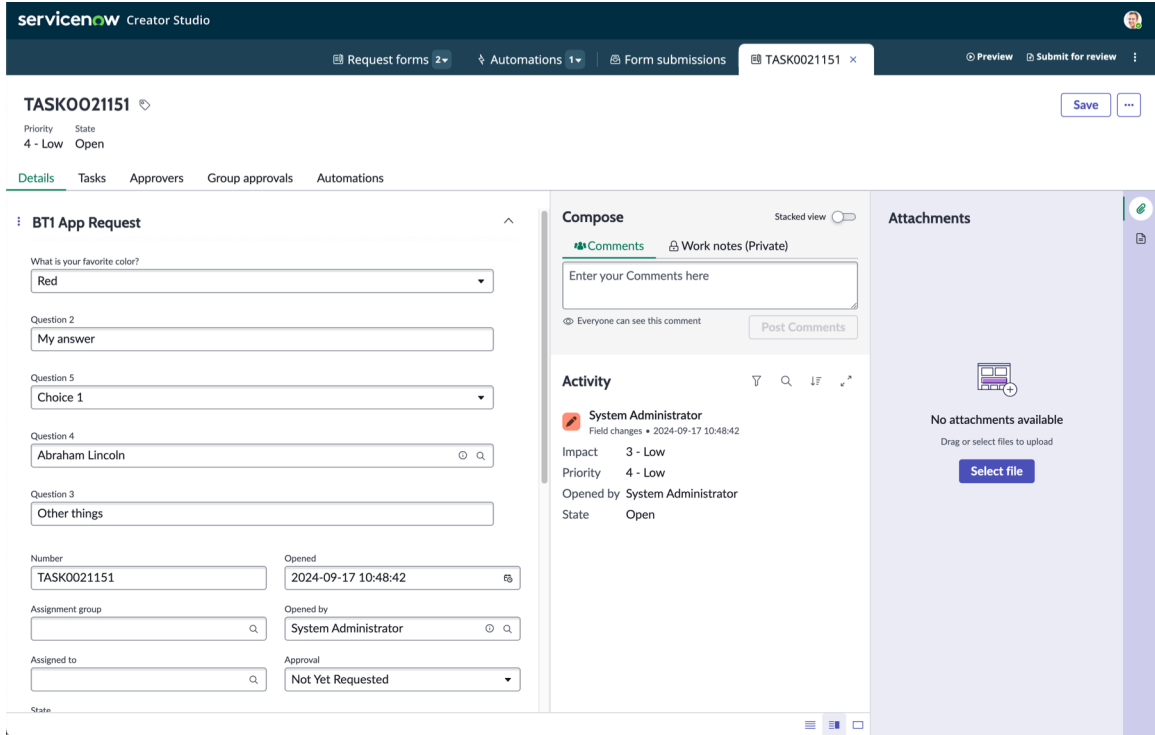 servicenow Creator Studio
Request forms 2 Automations 1 Form submissions TASK0021151 × Preview Submit for review
TASK0021151
Save ...
Priority State
4 - Low Open
Details Tasks Approvers Group approvals Automations
BT1 App Request
What is your favorite color?
Red
Question 2
My answer
Question 5
Choice 1
Question 4
Abraham Lincoln
Question 3
Other things
Number Opened
TASK0021151 2024-09-17 10:48:42
Assignment group Opened by
System Administrator
Assigned to Approval
Not Yet Requested
State
Compose Stacked view
Comments Work notes (Private)
Enter your Comments here
Everyone can see this comment Post Comments
Activity
System Administrator
Field changes • 2024-09-17 10:48:42
Impact 3 - Low
Priority 4 - Low
Opened by System Administrator
State Open
Attachments
No attachments available
Drag or select files to upload
Select file